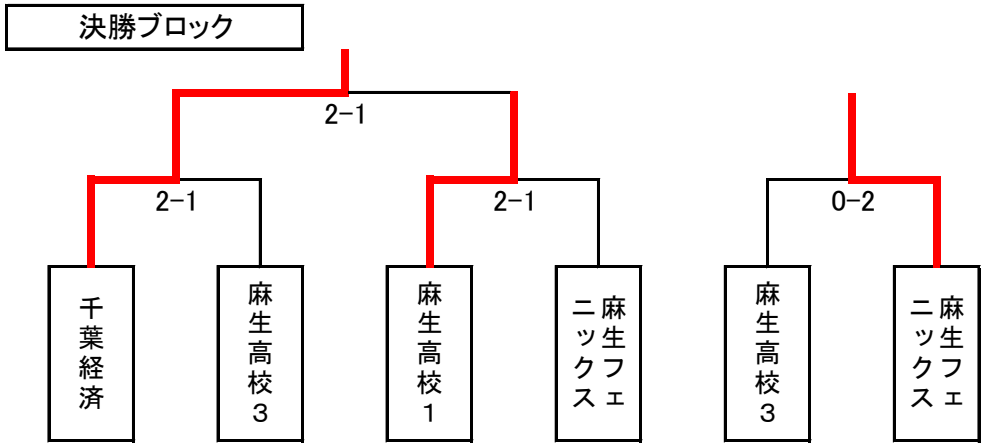 決勝ブロック
2-1
2-1
2-1
0-2
千葉経済
麻生高校３
麻生高校１
麻生フェ
ニックス
麻生高校３
麻生フェ
ニックス